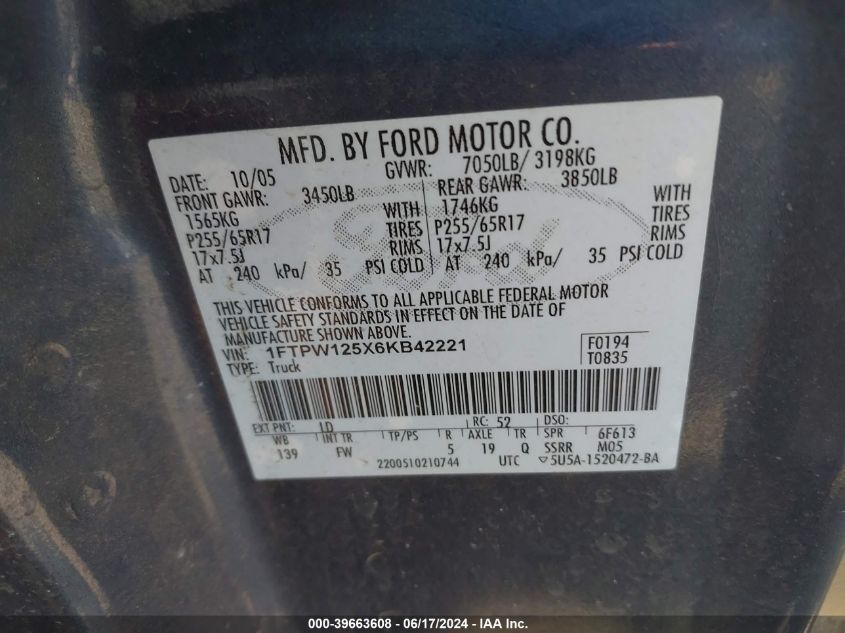 MFD. BY FORD MOTOR CO.
DATE: 10/05 GVWR: 7050LB/ 3198KG
FRONT GAWR: 3450LB REAR GAWR: 3850LB
1565KG WITH 1746KG WITH
P255/65R17 TIRES P255/65R17 TIRES
17x7.5J RIMS 17x7.5J RIMS
AT 240 kPa/ 35 PSI COLD AT 240 kPa/ 35 PSI COLD
Ford
THIS VEHICLE CONFORMS TO ALL APPLICABLE FEDERAL MOTOR
VEHICLE SAFETY STANDARDS IN EFFECT ON THE DATE OF
MANUFACTURE SHOWN ABOVE.
VIN: 1FTPW125X6KB42221 F0194
TYPE: Truck T0835
EXT PNT: LD RC: 52 DSO:
WB INT TR TP/PS R AXLE TR SPR 6F613
139 FW 5 19 Q SSRR M05
2200510210744 UTC ▽5U5A-1520472-BA
000-39663608 - 06/17/2024 - IAA Inc.